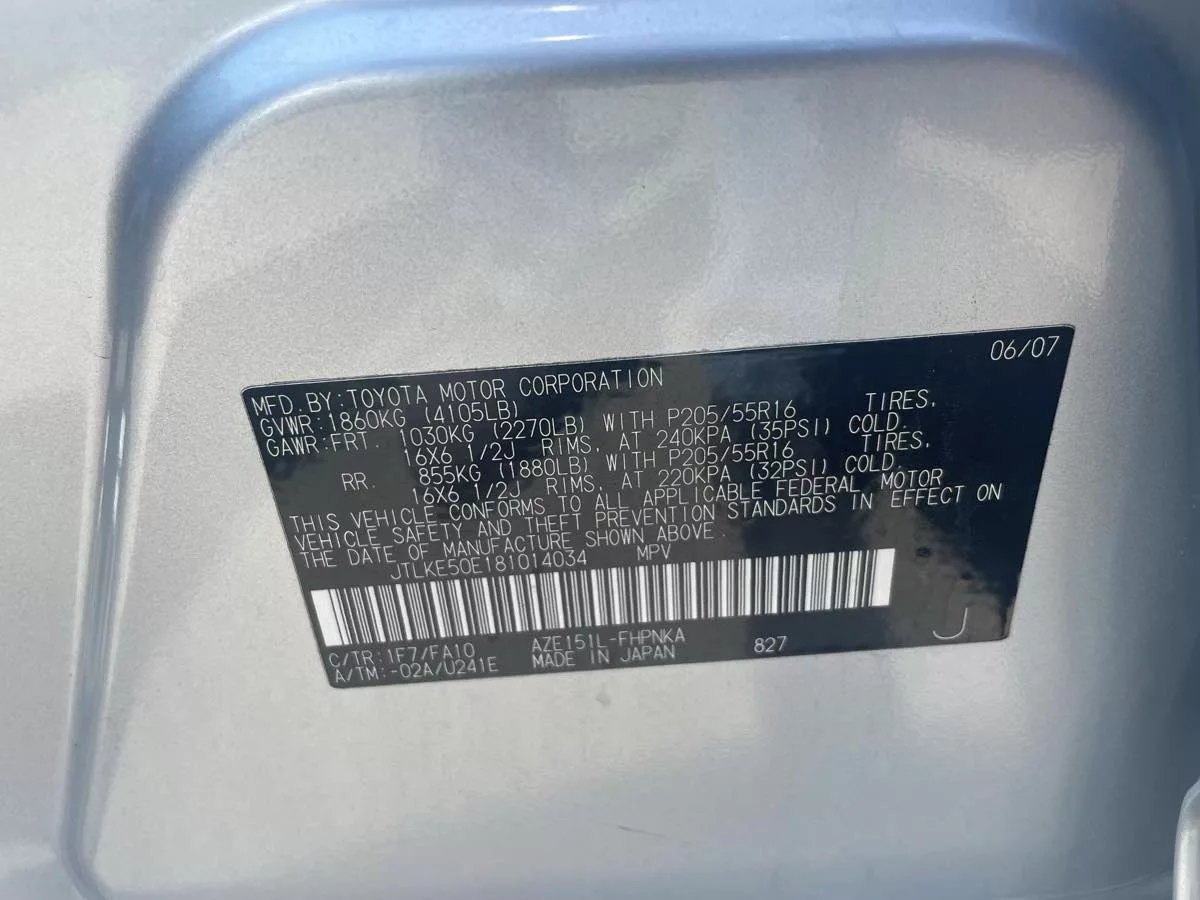 06/07
MFD. BY: TOYOTA MOTOR CORPORATION
GVWR: 1860KG (4105LB)
GAWR: FRT. 1030KG (2270LB) WITH P205/55R16 TIRES,
16X6 1/2J RIMS, AT 240KPA (35PSI) COLD.
RR. 855KG (1880LB) WITH P205/55R16 TIRES,
16X6 1/2J RIMS, AT 220KPA (32PSI) COLD.
THIS VEHICLE CONFORMS TO ALL APPLICABLE FEDERAL MOTOR
VEHICLE SAFETY AND THEFT PREVENTION STANDARDS IN EFFECT ON
THE DATE OF MANUFACTURE SHOWN ABOVE.
JTLKE50E181014034 MPV
C/TR: 1F7/FA10 AZE151L-FHPNKA
A/TM: -02A/U241E MADE IN JAPAN 827 J